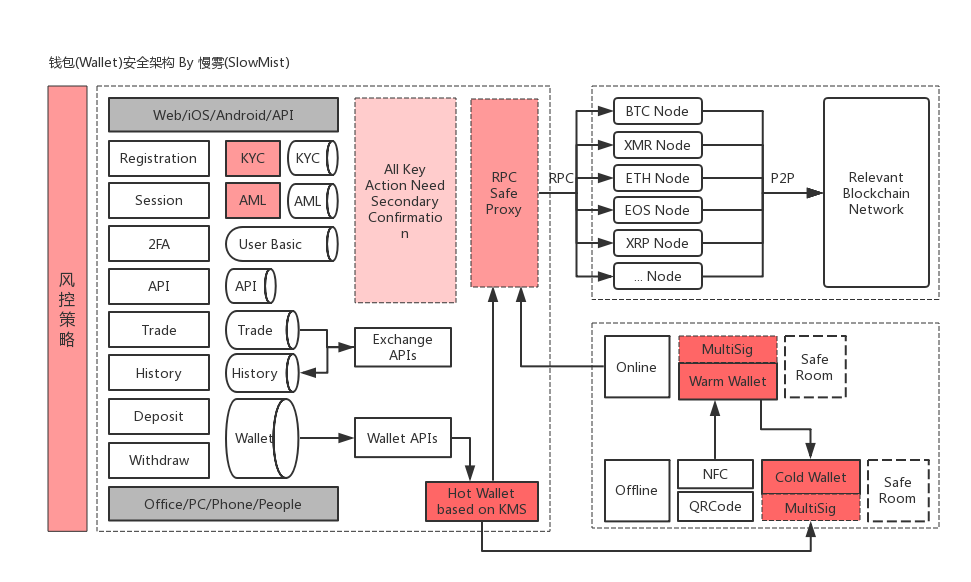 钱包(Wallet)安全架构 By 慢雾(SlowMist)
风
控
策
略
Web/iOS/Android/API
Registration
KYC
KYC
Session
AML
AML
2FA
User Basic
API
API
Trade
Trade
History
History
Deposit
Withdraw
Wallet
Office/PC/Phone/People
All Key
Action Need
Secondary
Confirmatio
n
RPC
Safe
Proxy
Exchange
APIs
Wallet APIs
Hot Wallet
based on KMS
RPC
BTC Node
XMR Node
ETH Node
EOS Node
XRP Node
... Node
P2P
Relevant
Blockchain
Network
Online
MultiSig
Warm Wallet
Safe
Room
Offline
NFC
QRCode
Cold Wallet
MultiSig
Safe
Room